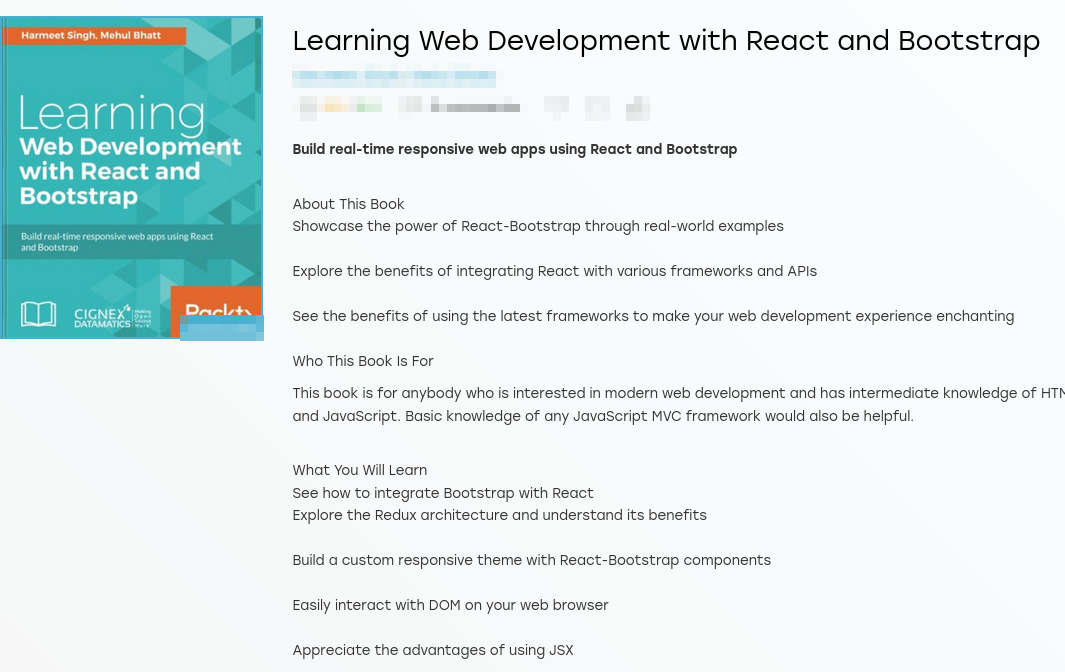 Harmeet Singh, Mehul Bhatt
Learning
Web Development
with React and
Bootstrap
Build real-time responsive web apps using React
and Bootstrap
CIGNEX
DATAMATICS
Making
Open
Source
Work
Packt>
Learning Web Development with React and Bootstrap
Build real-time responsive web apps using React and Bootstrap
About This Book
Showcase the power of React-Bootstrap through real-world examples
Explore the benefits of integrating React with various frameworks and APIs
See the benefits of using the latest frameworks to make your web development experience enchanting
Who This Book Is For
This book is for anybody who is interested in modern web development and has intermediate knowledge of
and JavaScript. Basic knowledge of any JavaScript MVC framework would also be helpful.
What You Will Learn
See how to integrate Bootstrap with React
Explore the Redux architecture and understand its benefits
Build a custom responsive theme with React-Bootstrap components
Easily interact with DOM on your web browser
Appreciate the advantages of using JSX